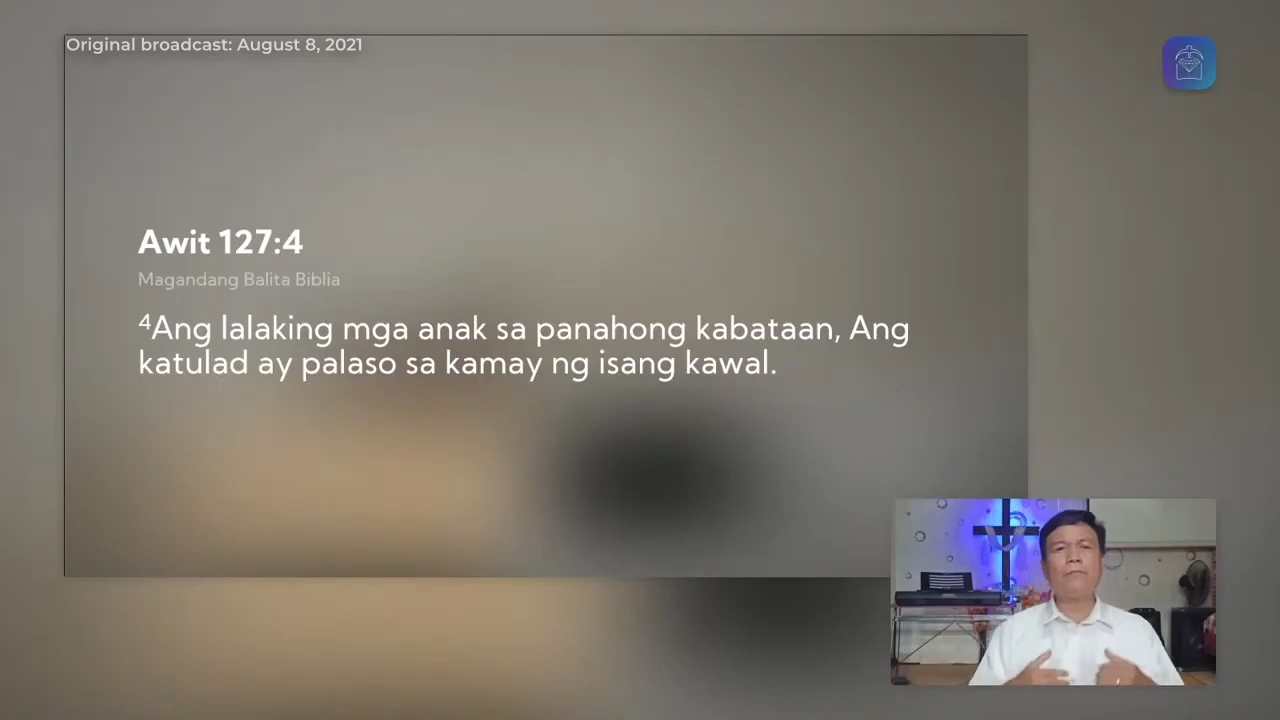 Original broadcast: August 8, 2021
Awit 127:4
Magandang Balita Biblia
⁴Ang lalaking mga anak sa panahong kabataan, Ang
katulad ay palaso sa kamay ng isang kawal.